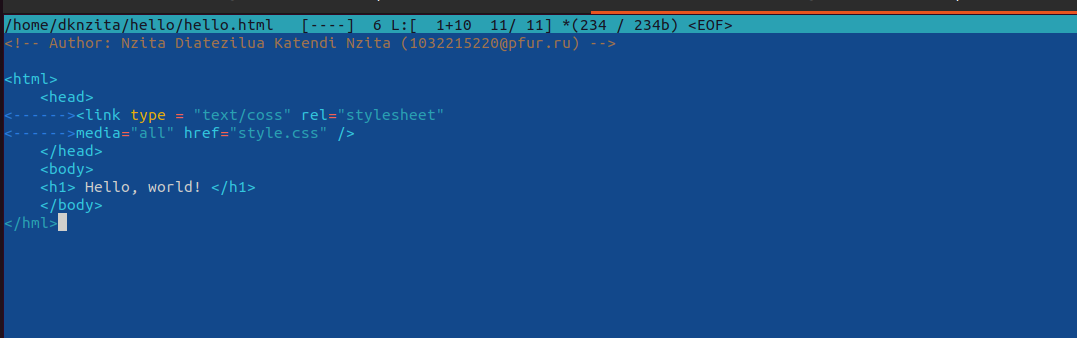 /home/dknzita/hello/hello.html   [----]  6 L:[  1+10  11/ 11] *(234 / 234b) <EOF>
<!-- Author: Nzita Diatezilua Katendi Nzita (1032215220@pfur.ru) -->
<html>
    <head>
<------><link type = "text/coss" rel="stylesheet"
<------>media="all" href="style.css" />
    </head>
    <body>
    <h1> Hello, world! </h1>
    </body>
</hml>